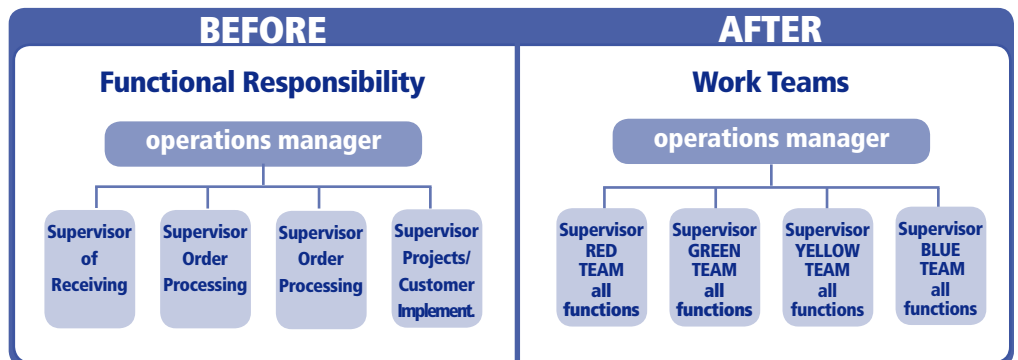 BEFORE
Functional Responsibility
operations manager
Supervisor
of
Receiving
Supervisor
Order
Processing
Supervisor
Order
Processing
Supervisor
Projects/
Customer
Implement.
AFTER
Work Teams
operations manager
Supervisor
RED
TEAM
all
functions
Supervisor
GREEN
TEAM
all
functions
Supervisor
YELLOW
TEAM
all
functions
Supervisor
BLUE
TEAM
all
functions